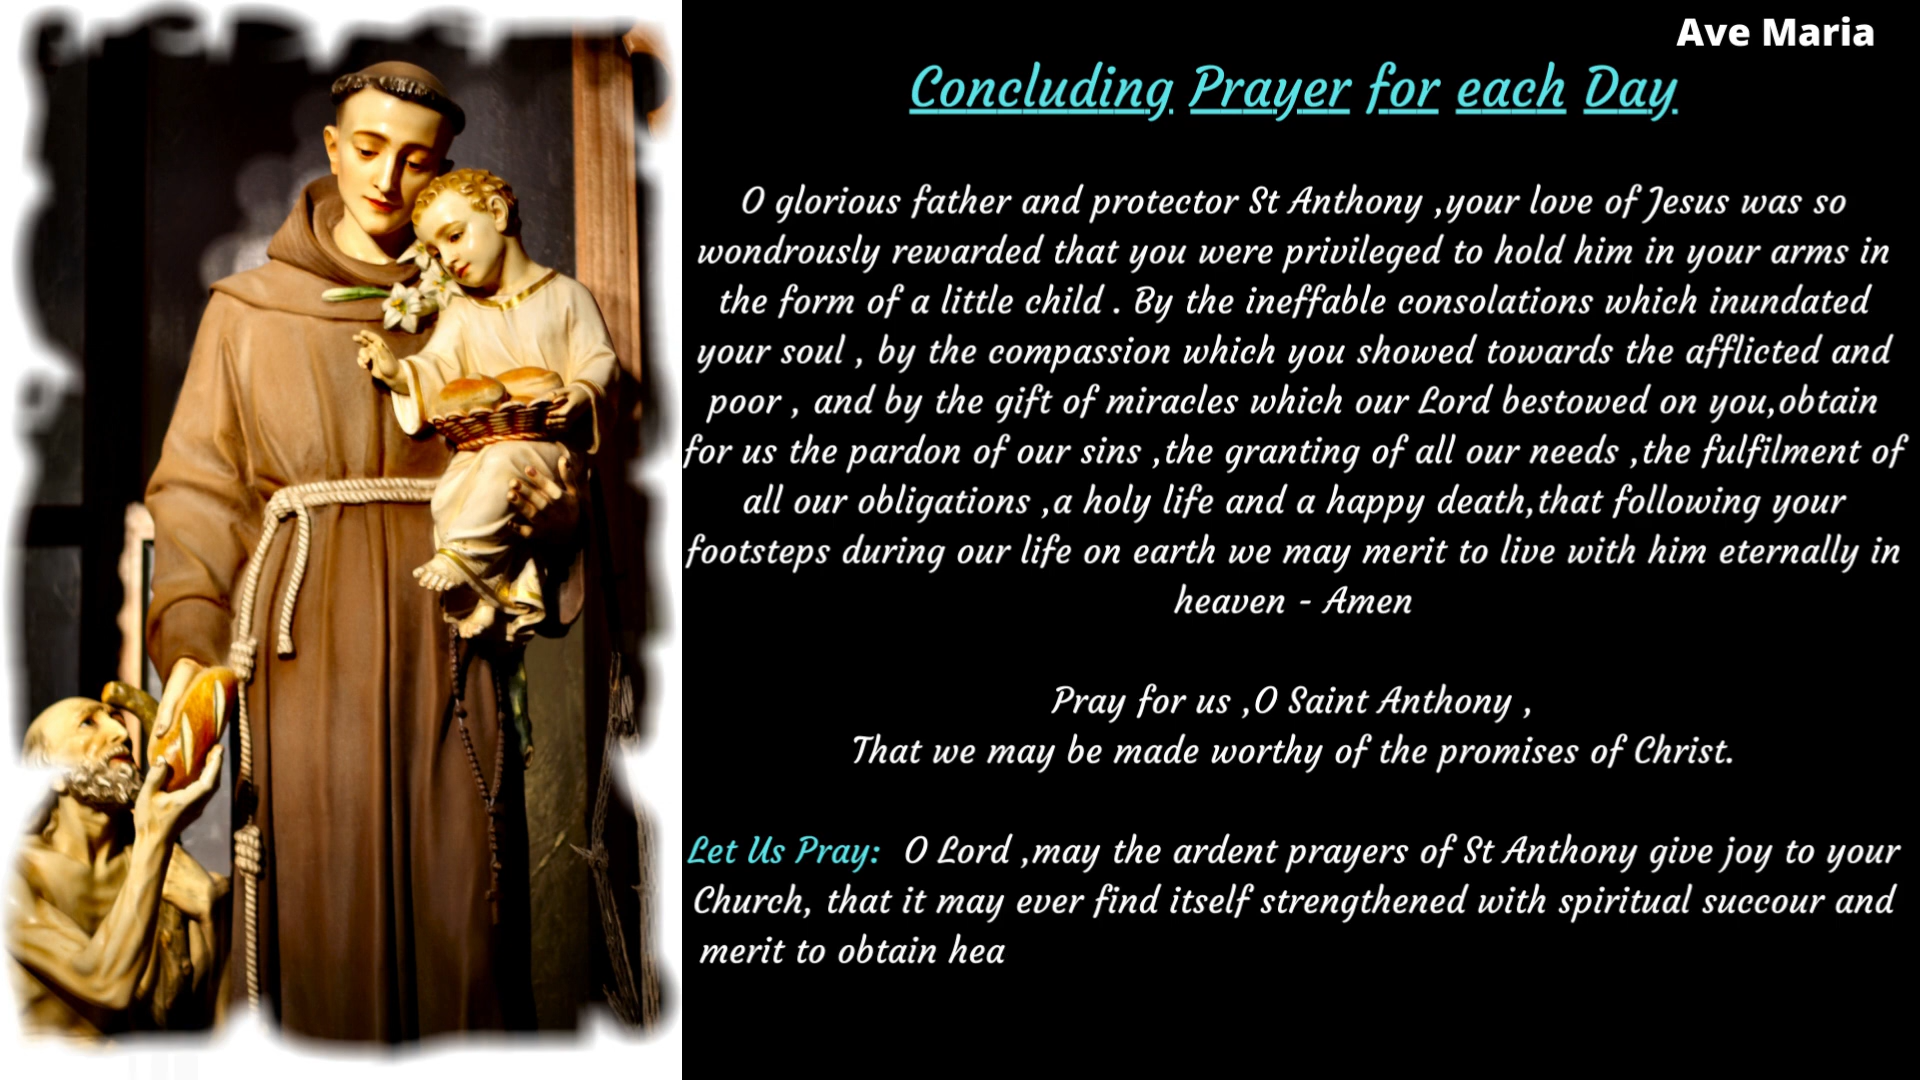 Ave Maria
Concluding Prayer for each Day
O glorious father and protector St Anthony ,your love of Jesus was so
wondrously rewarded that you were privileged to hold him in your arms in
the form of a little child . By the ineffable consolations which inundated
your soul , by the compassion which you showed towards the afflicted and
poor , and by the gift of miracles which our Lord bestowed on you,obtain
for us the pardon of our sins ,the granting of all our needs ,the fulfilment of
all our obligations ,a holy life and a happy death,that following your
footsteps during our life on earth we may merit to live with him eternally in
heaven - Amen
Pray for us ,O Saint Anthony ,
That we may be made worthy of the promises of Christ.
Let Us Pray: O Lord ,may the ardent prayers of St Anthony give joy to your
Church, that it may ever find itself strengthened with spiritual succour and
merit to obtain hea